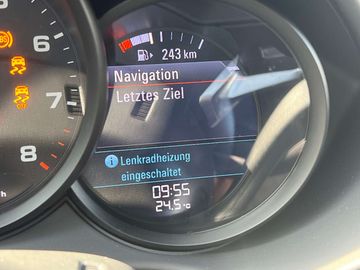 243 km
Navigation
Letztes Ziel
Lenkradheizung
eingeschaltet
09:55
24.5°C
6
7
8